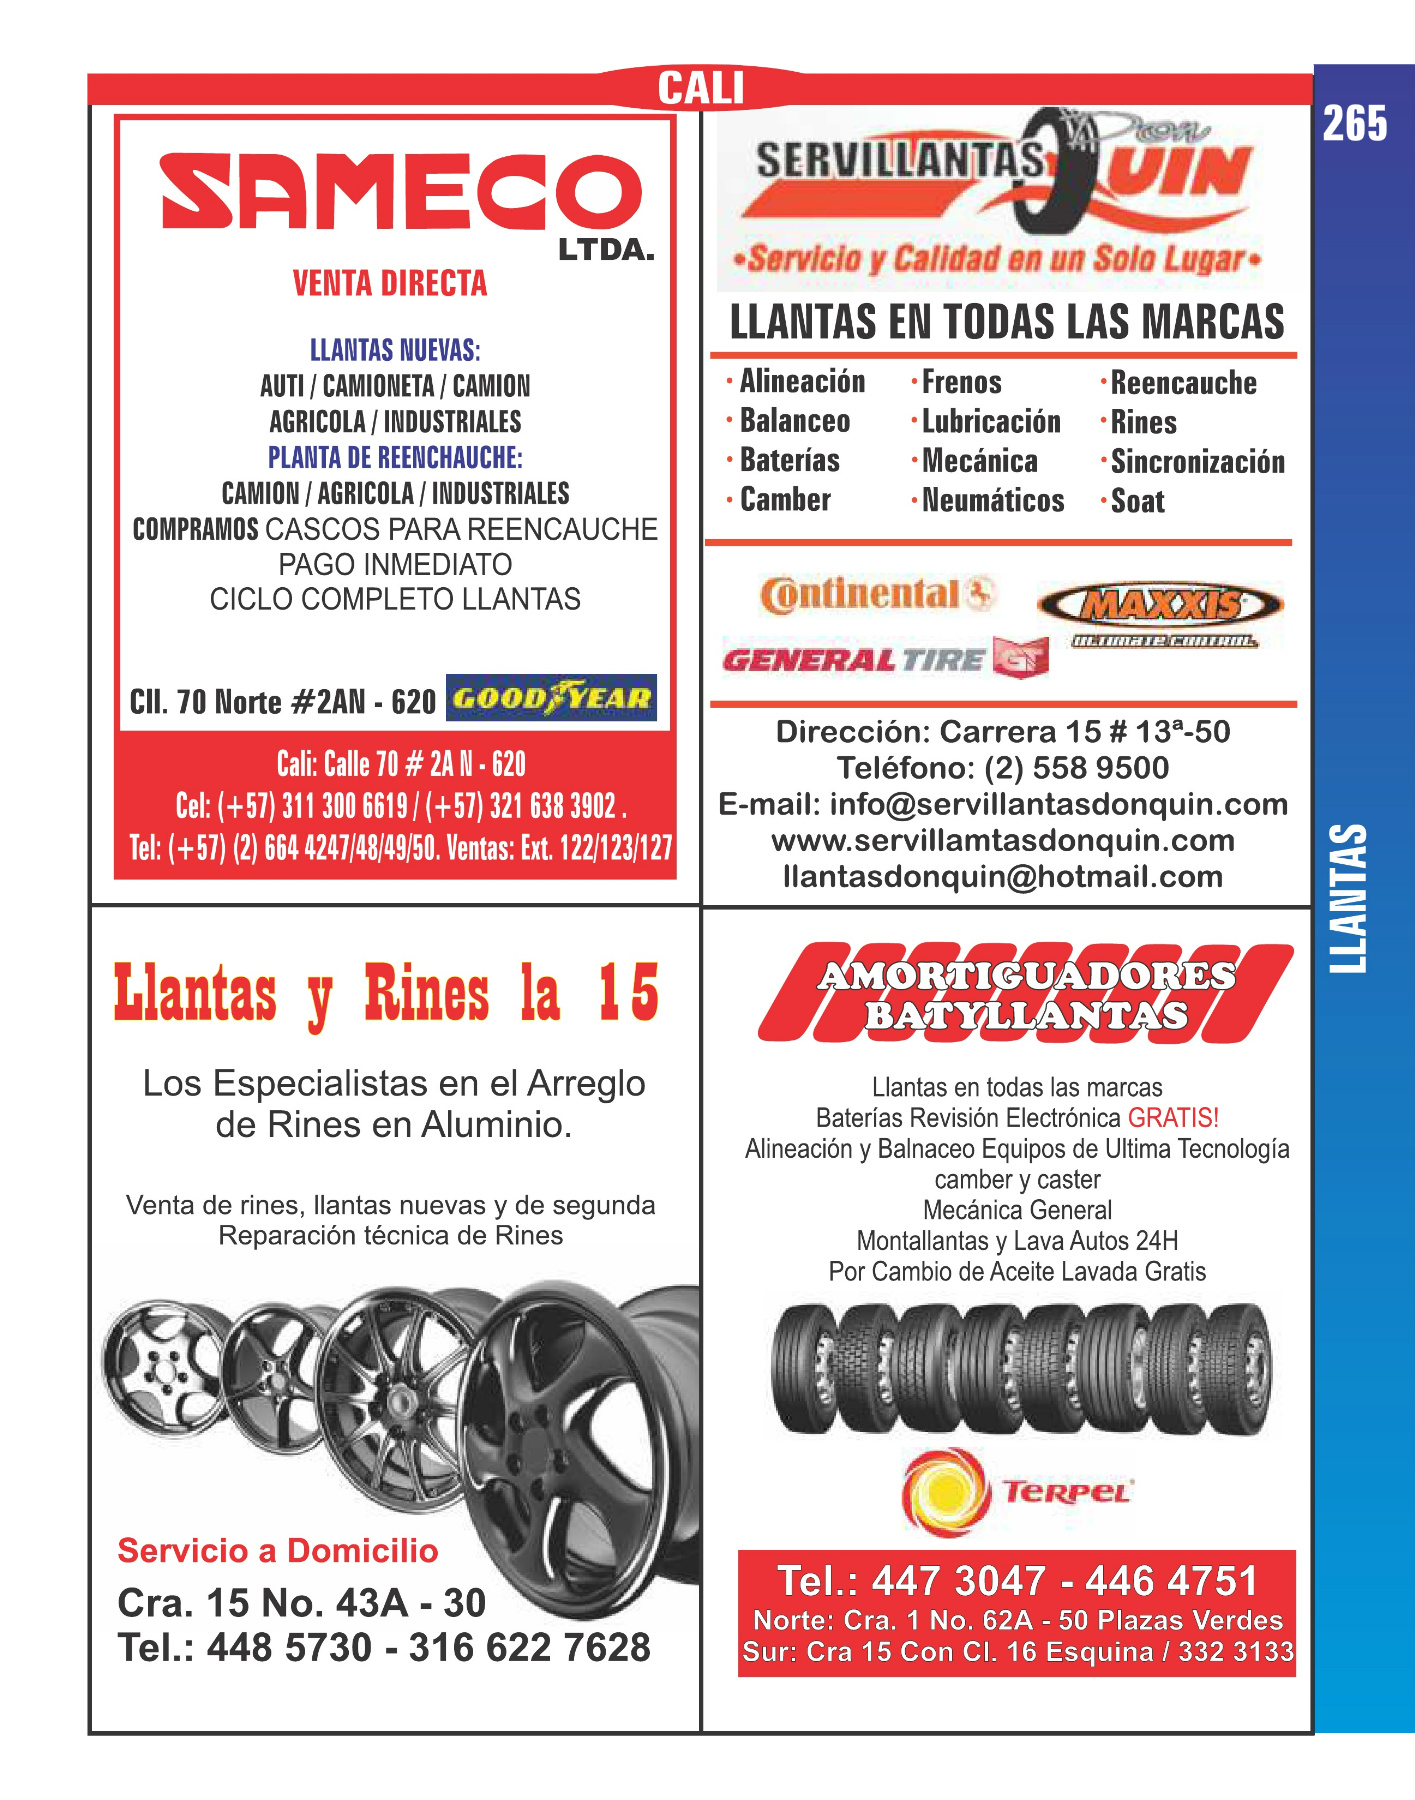 CALI
265
LLANTAS
SAMECO
LTDA.
VENTA DIRECTA
LLANTAS NUEVAS:
AUTI / CAMIONETA / CAMION
AGRICOLA / INDUSTRIALES
PLANTA DE REENCHAUCHE:
CAMION / AGRICOLA / INDUSTRIALES
COMPRAMOS CASCOS PARA REENCAUCHE
PAGO INMEDIATO
CICLO COMPLETO LLANTAS
Cll. 70 Norte #2AN - 620 GOODYEAR
Cali: Calle 70 # 2A N - 620
Cel: (+57) 311 300 6619 / (+57) 321 638 3902 .
Tel: (+57) (2) 664 4247/48/49/50. Ventas: Ext. 122/123/127
SERVILLANTAS Don QUIN
•Servicio y Calidad en un Solo Lugar•
LLANTAS EN TODAS LAS MARCAS
· Alineación · Frenos · Reencauche
· Balanceo · Lubricación · Rines
· Baterías · Mecánica · Sincronización
· Camber · Neumáticos · Soat
Continental
MAXXIS
ULTIMATE CONTROL.
GENERAL TIRE GT
Dirección: Carrera 15 # 13ª-50
Teléfono: (2) 558 9500
E-mail: info@servillantasdonquin.com
www.servillamtasdonquin.com
llantasdonquin@hotmail.com
Llantas y Rines la 15
Los Especialistas en el Arreglo
de Rines en Aluminio.
Venta de rines, llantas nuevas y de segunda
Reparación técnica de Rines
Servicio a Domicilio
Cra. 15 No. 43A - 30
Tel.: 448 5730 - 316 622 7628
AMORTIGUADORES
BATYLLANTAS
Llantas en todas las marcas
Baterías Revisión Electrónica GRATIS!
Alineación y Balnaceo Equipos de Ultima Tecnología
camber y caster
Mecánica General
Montallantas y Lava Autos 24H
Por Cambio de Aceite Lavada Gratis
TERPEL
Tel.: 447 3047 - 446 4751
Norte: Cra. 1 No. 62A - 50 Plazas Verdes
Sur: Cra 15 Con Cl. 16 Esquina / 332 3133